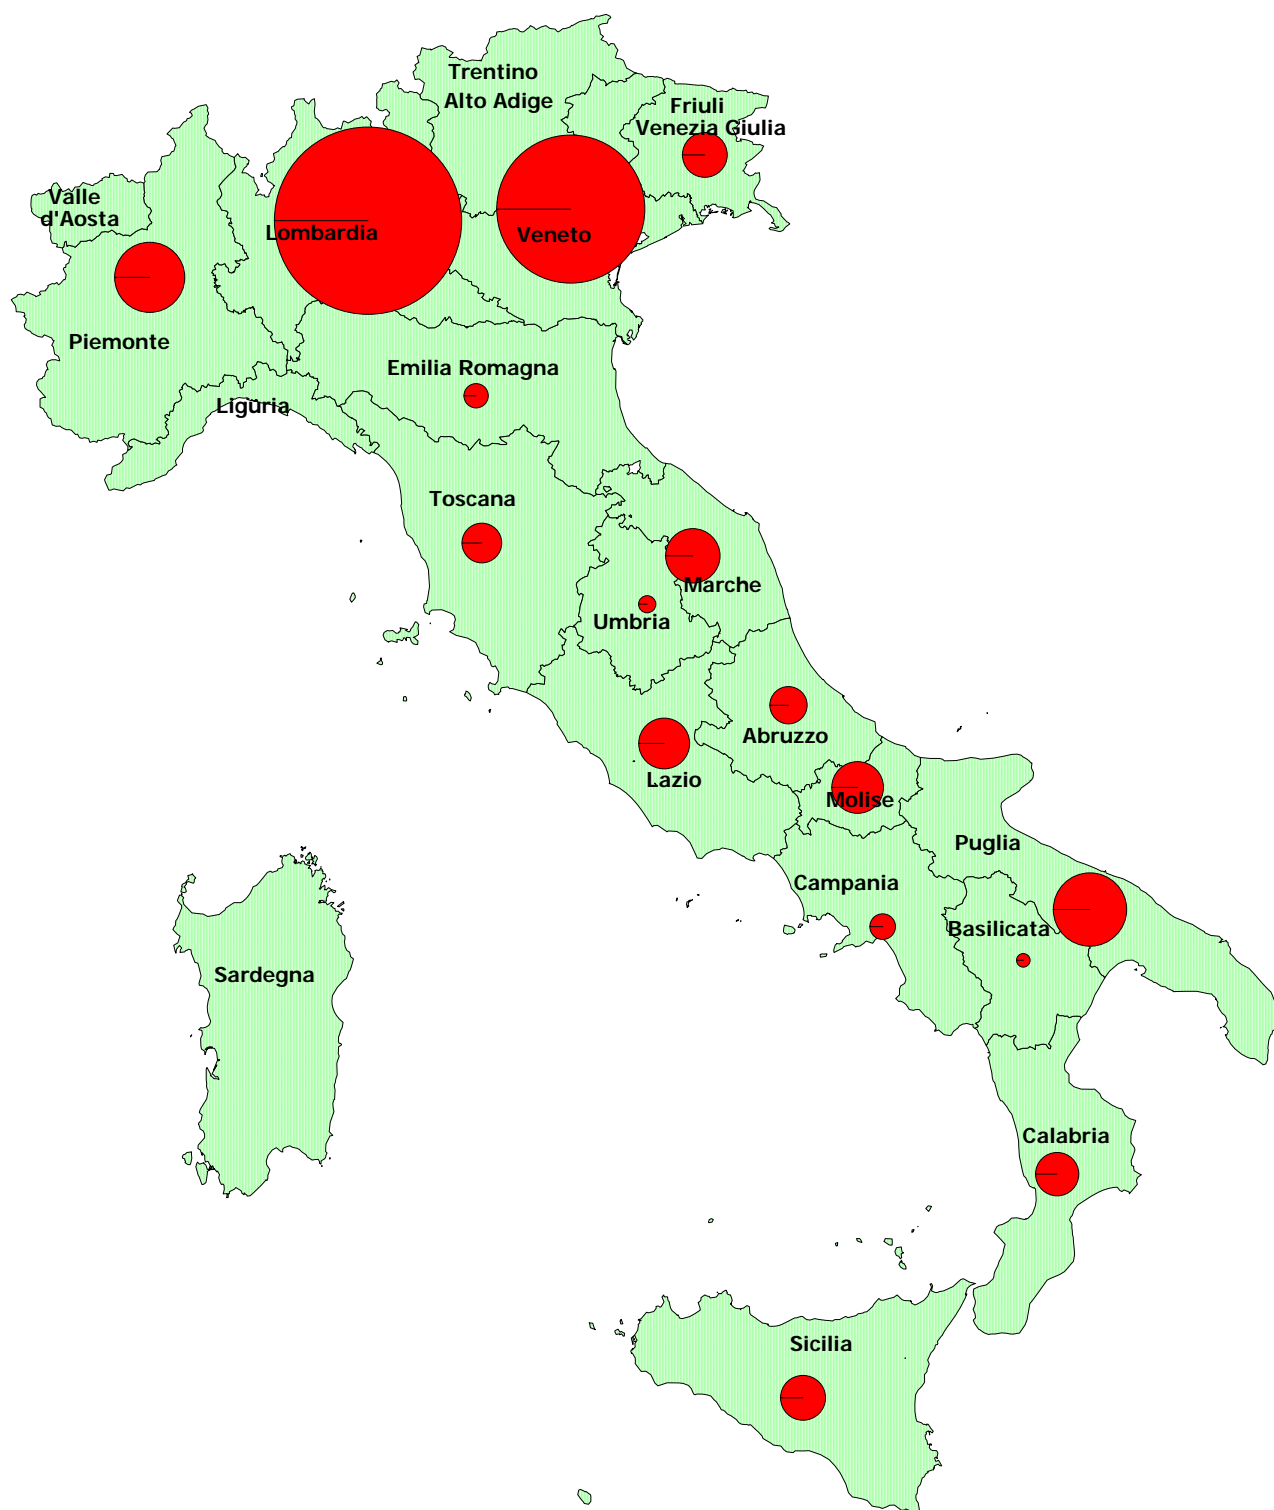 Trentino
Alto Adige
Friuli
Venezia Giulia
Valle
d'Aosta
Lombardia
Veneto
Piemonte
Emilia Romagna
Liguria
Toscana
Marche
Umbria
Abruzzo
Lazio
Molise
Puglia
Campania
Basilicata
Sardegna
Calabria
Sicilia